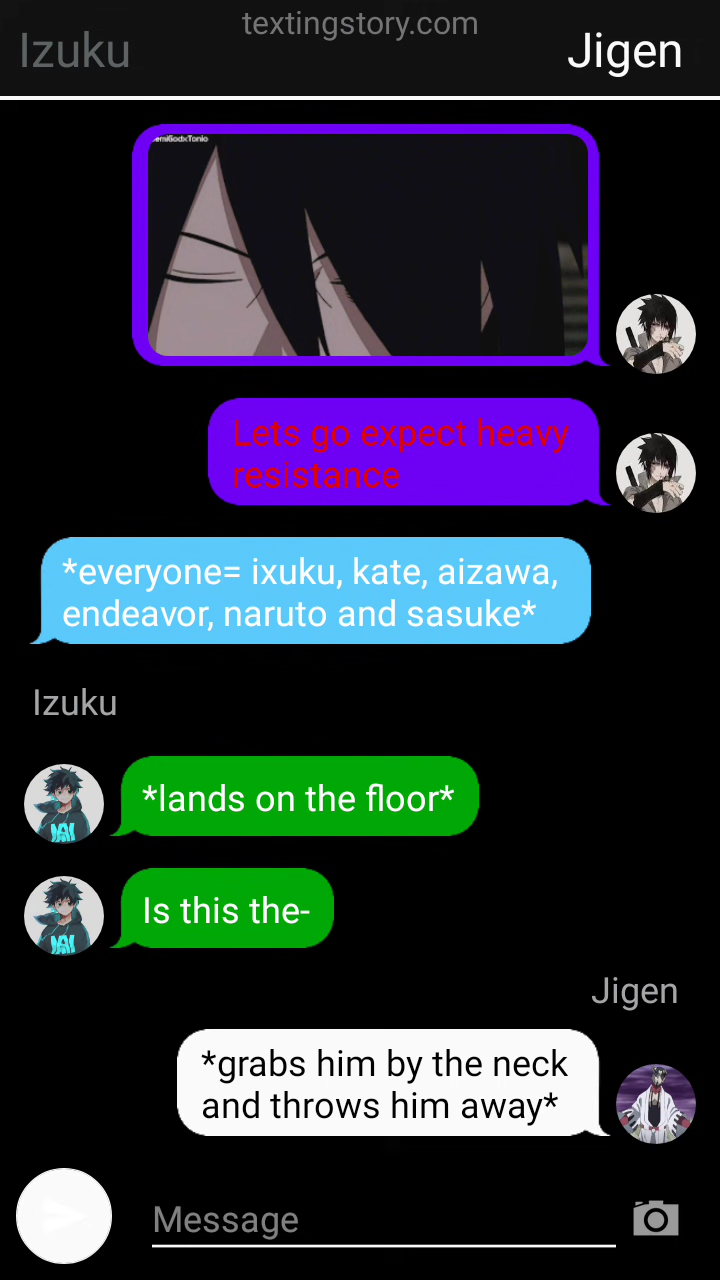 textingstory.com
Izuku
Jigen
Lets go expect heavy
resistance
*everyone= ixuku, kate, aizawa,
endeavor, naruto and sasuke*
Izuku
*lands on the floor*
Is this the-
Jigen
*grabs him by the neck
and throws him away*
Message